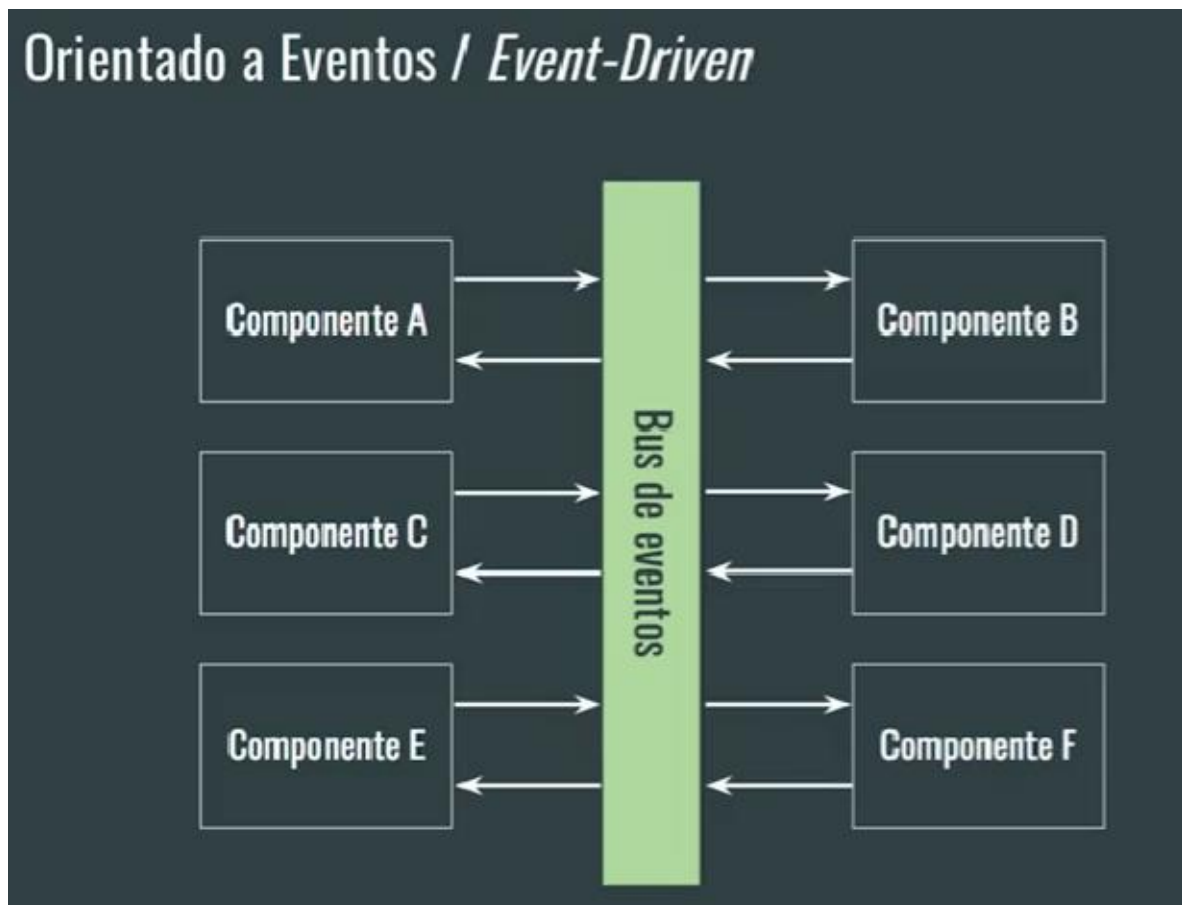 Orientado a Eventos / Event-Driven
Componente A
Componente B
Bus de eventos
Componente C
Componente D
Componente E
Componente F